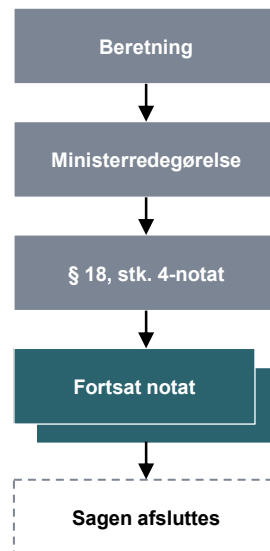 Beretning
Ministerredegørelse
§ 18, stk. 4-notat
Fortsat notat
Sagen afsluttes